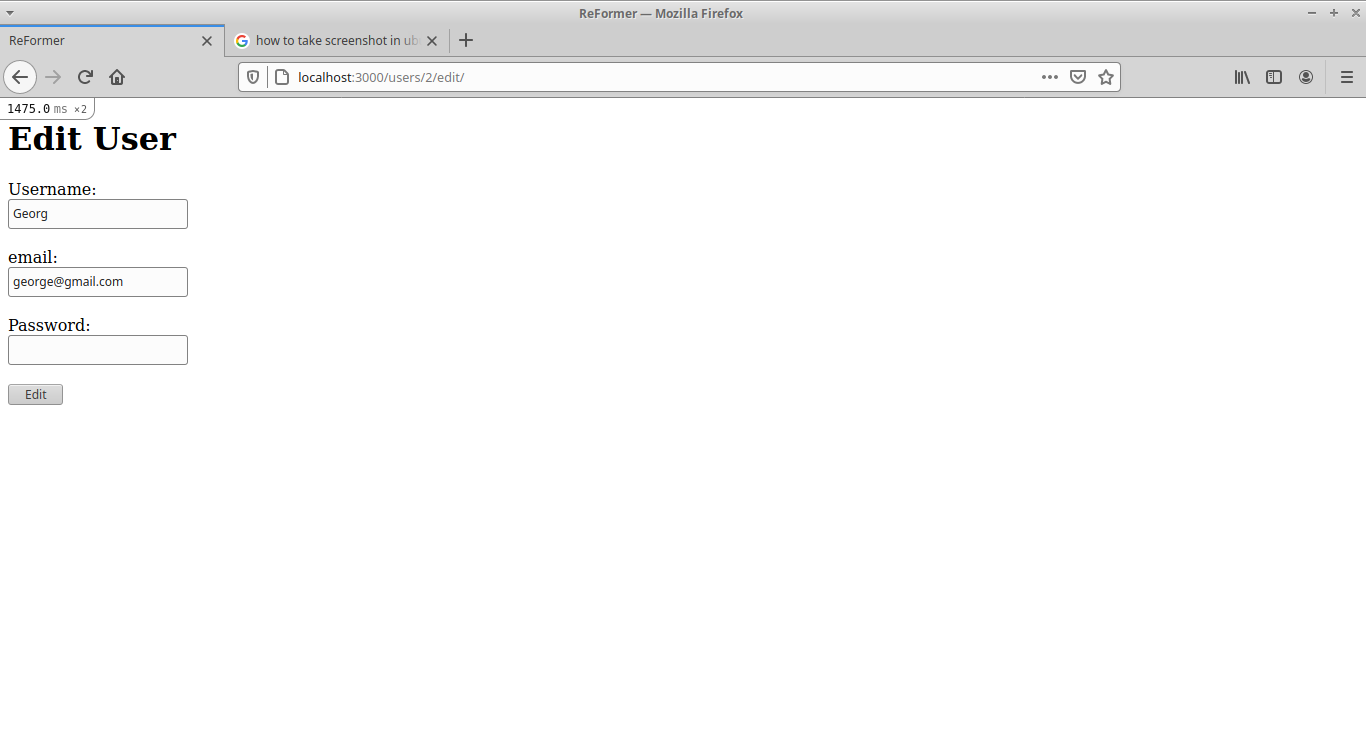 ReFormer — Mozilla Firefox
ReFormer
how to take screenshot in ub
localhost:3000/users/2/edit/
1475.0 ms ×2
Edit User
Username:
Georg
email:
george@gmail.com
Password:
Edit